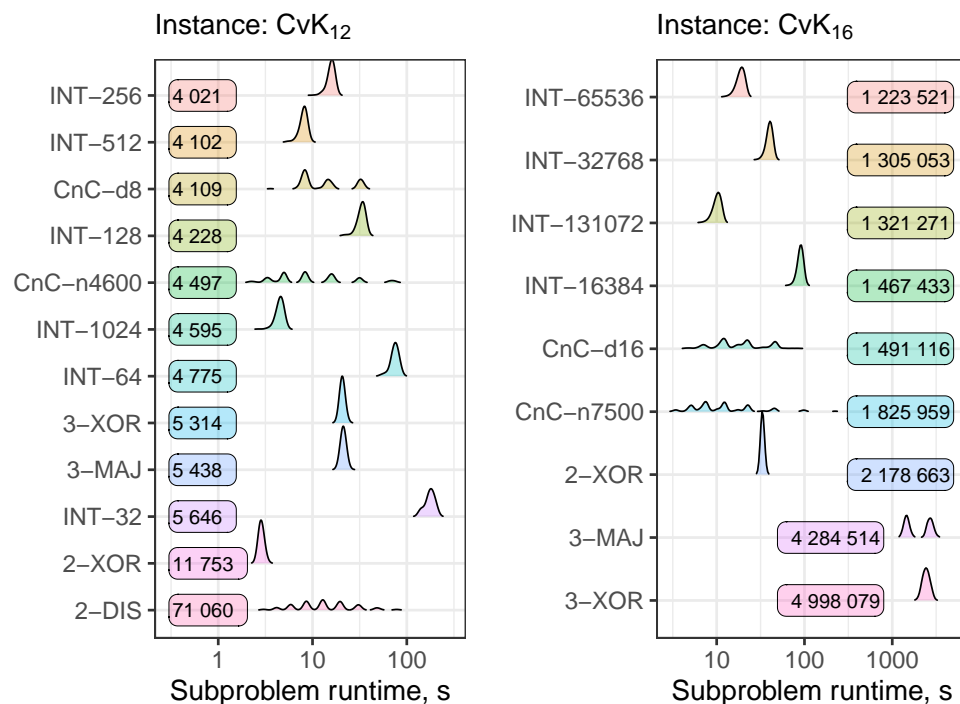 Instance: CvK₁₂
INT−256 4 021
INT−512 4 102
CnC−d8 4 109
INT−128 4 228
CnC−n4600 4 497
INT−1024 4 595
INT−64 4 775
3−XOR 5 314
3−MAJ 5 438
INT−32 5 646
2−XOR 11 753
2−DIS 71 060
1 10 100
Subproblem runtime, s
Instance: CvK₁₆
INT−65536 1 223 521
INT−32768 1 305 053
INT−131072 1 321 271
INT−16384 1 467 433
CnC−d16 1 491 116
CnC−n7500 1 825 959
2−XOR 2 178 663
3−MAJ 4 284 514
3−XOR 4 998 079
10 100 1000
Subproblem runtime, s